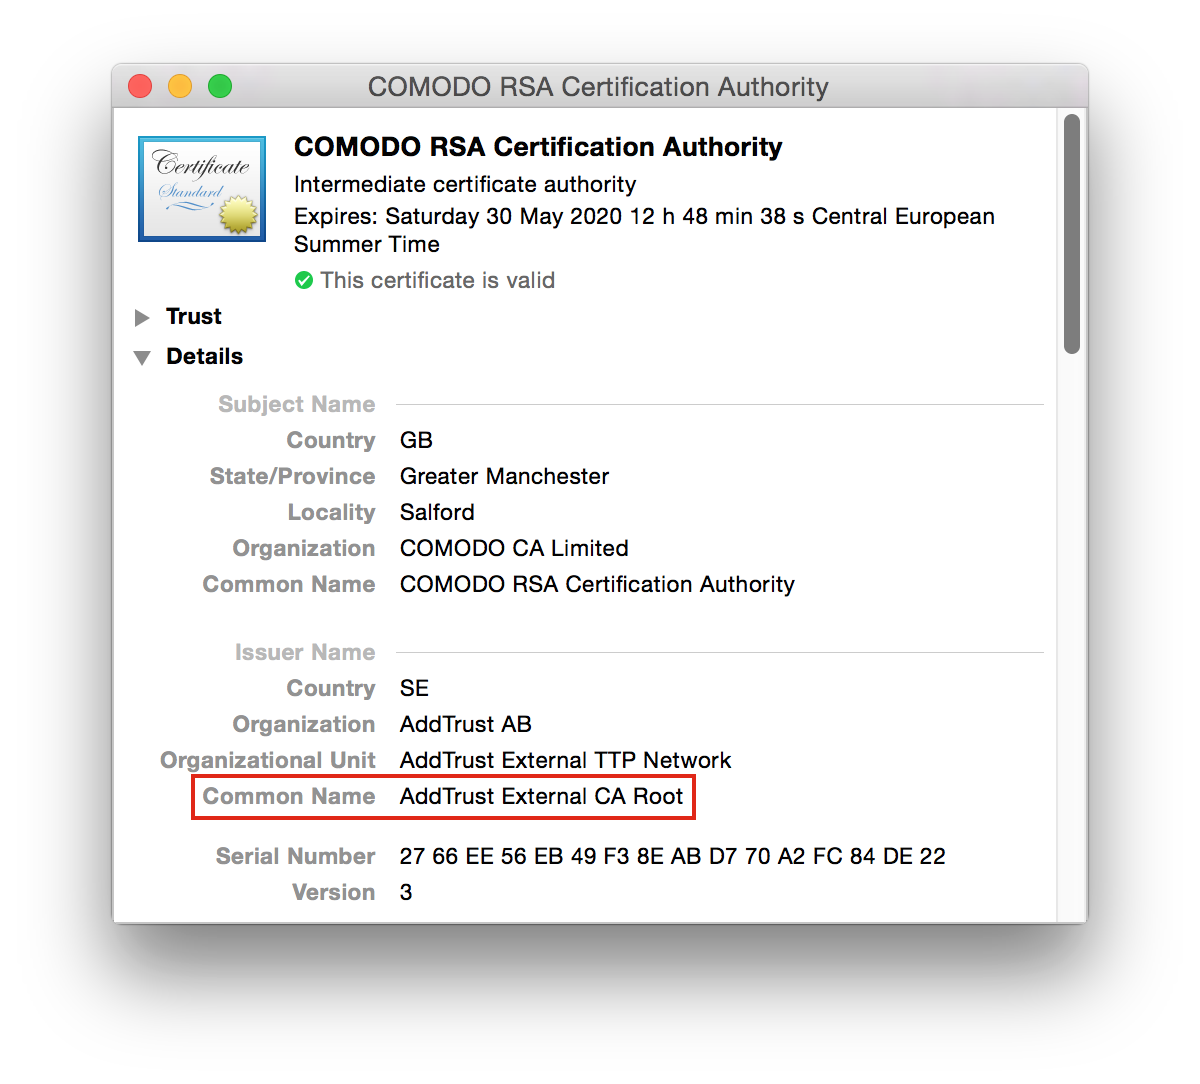 COMODO RSA Certification Authority
Certificate
Standard
COMODO RSA Certification Authority
Intermediate certificate authority
Expires: Saturday 30 May 2020 12 h 48 min 38 s Central European
Summer Time
This certificate is valid
Trust
Details
Subject Name
Country GB
State/Province Greater Manchester
Locality Salford
Organization COMODO CA Limited
Common Name COMODO RSA Certification Authority
Issuer Name
Country SE
Organization AddTrust AB
Organizational Unit AddTrust External TTP Network
Common Name AddTrust External CA Root
Serial Number 27 66 EE 56 EB 49 F3 8E AB D7 70 A2 FC 84 DE 22
Version 3